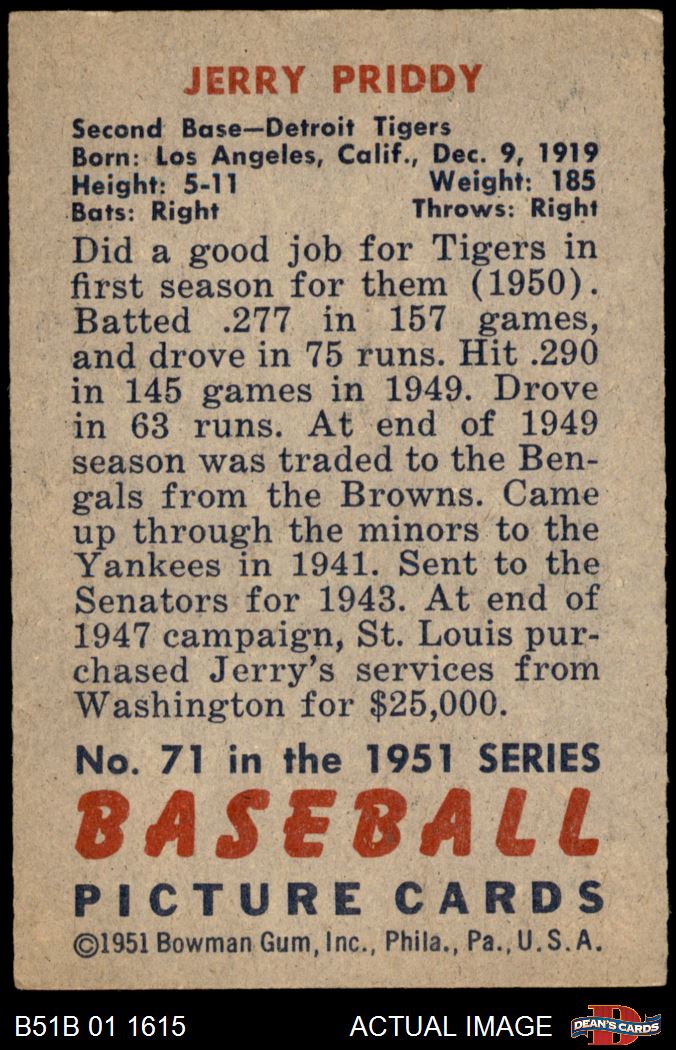 JERRY PRIDDY
Second Base—Detroit Tigers
Born: Los Angeles, Calif., Dec. 9, 1919
Height: 5-11 Weight: 185
Bats: Right Throws: Right
Did a good job for Tigers in
first season for them (1950).
Batted .277 in 157 games,
and drove in 75 runs. Hit .290
in 145 games in 1949. Drove
in 63 runs. At end of 1949
season was traded to the Ben-
gals from the Browns. Came
up through the minors to the
Yankees in 1941. Sent to the
Senators for 1943. At end of
1947 campaign, St. Louis pur-
chased Jerry's services from
Washington for $25,000.
No. 71 in the 1951 SERIES
BASEBALL
PICTURE CARDS
©1951 Bowman Gum, Inc., Phila., Pa., U.S.A.
B51B 01 1615 ACTUAL IMAGE D DEAN'S CARDS